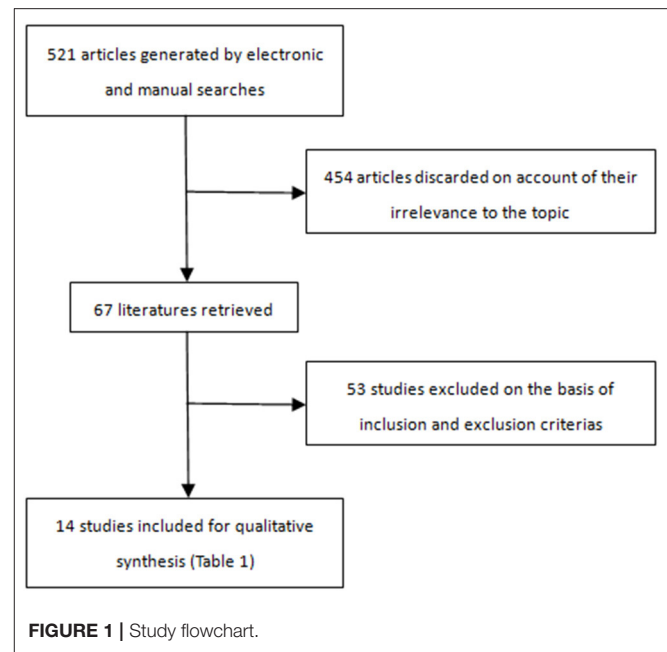 521 articles generated by electronic
and manual searches
454 articles discarded on account of their
irrelevance to the topic
67 literatures retrieved
53 studies excluded on the basis of
inclusion and exclusion criterias
14 studies included for qualitative
synthesis (Table 1)
FIGURE 1 | Study flowchart.